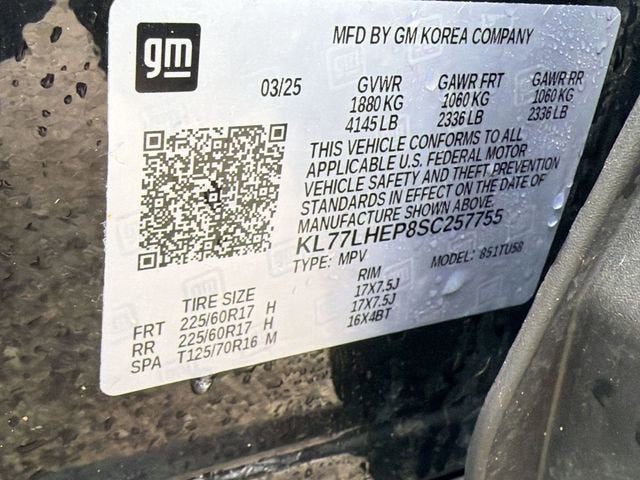 gm
MFD BY GM KOREA COMPANY
03/25 GVWR GAWR FRT GAWR RR
1880 KG 1060 KG 1060 KG
4145 LB 2336 LB 2336 LB
THIS VEHICLE CONFORMS TO ALL
APPLICABLE U.S. FEDERAL MOTOR
VEHICLE SAFETY AND THEFT PREVENTION
STANDARDS IN EFFECT ON THE DATE OF
MANUFACTURE SHOWN ABOVE.
KL77LHEP8SC257755
TYPE: MPV MODEL: 851TU58
TIRE SIZE RIM
FRT 225/60R17 H 17X7.5J
RR 225/60R17 H 17X7.5J
SPA T125/70R16 M 16X4BT